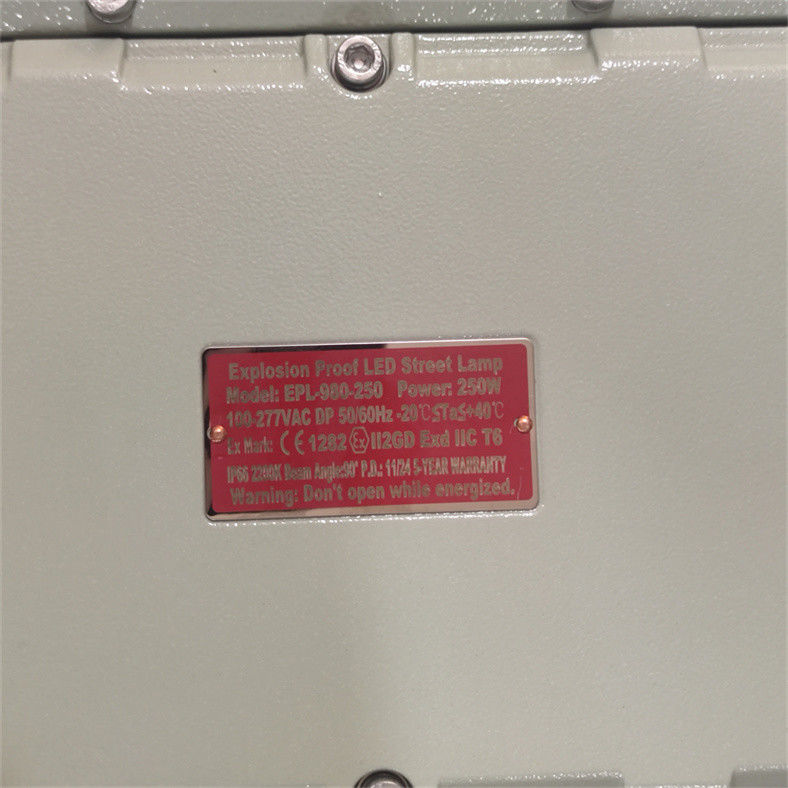 Explosion Proof LED Street Lamp
Model: EPL-980-250 Power: 250W
100-277VAC DP 50/60Hz -20℃≤Ta≤+40℃
Ex Mark: CE 1282 Ex II2GD Exd IIC T6
IP66 2200K Beam Angle:90° P.D.: 11/24 5-YEAR WARRANTY
Warning: Don't open while energized.